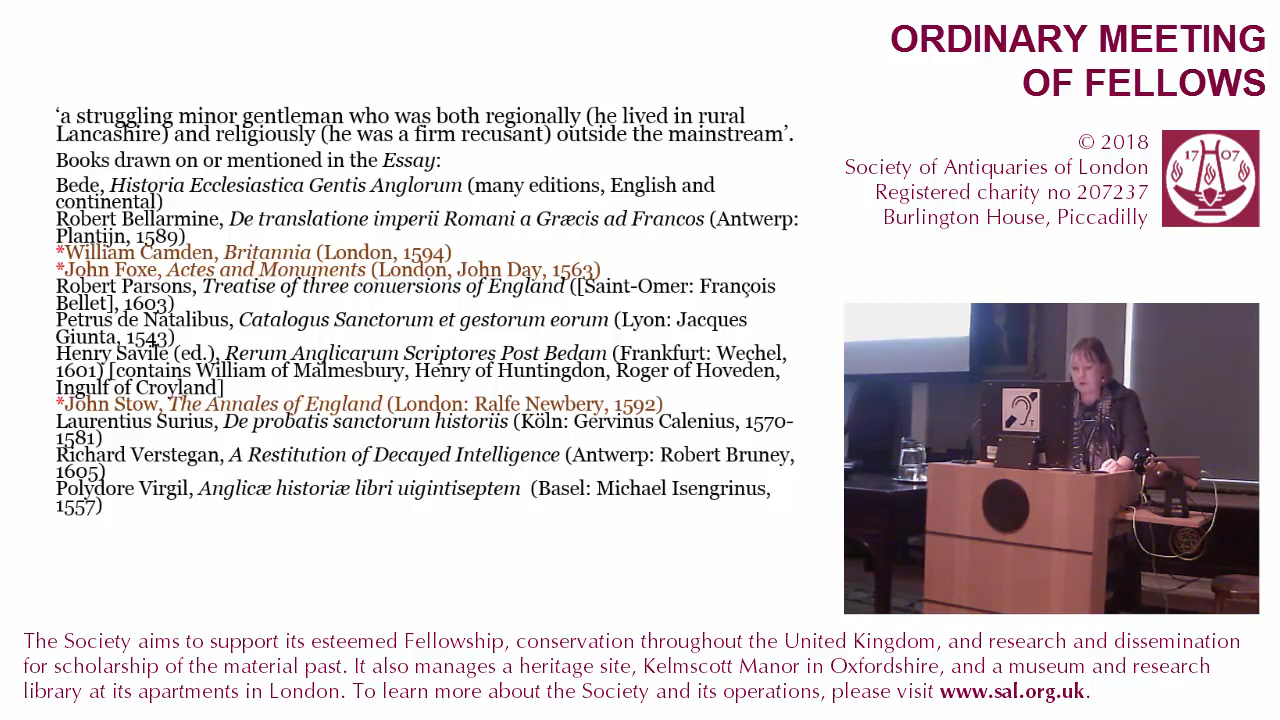 ORDINARY MEETING
OF FELLOWS
© 2018
Society of Antiquaries of London
Registered charity no 207237
Burlington House, Piccadilly
17 07
‘a struggling minor gentleman who was both regionally (he lived in rural
Lancashire) and religiously (he was a firm recusant) outside the mainstream’.
Books drawn on or mentioned in the Essay:
Bede, Historia Ecclesiastica Gentis Anglorum (many editions, English and
continental)
Robert Bellarmine, De translatione imperii Romani a Græcis ad Francos (Antwerp:
Plantijn, 1589)
*William Camden, Britannia (London, 1594)
*John Foxe, Actes and Monuments (London, John Day, 1563)
Robert Parsons, Treatise of three conuersions of England ([Saint-Omer: François
Bellet], 1603)
Petrus de Natalibus, Catalogus Sanctorum et gestorum eorum (Lyon: Jacques
Giunta, 1543)
Henry Savile (ed.), Rerum Anglicarum Scriptores Post Bedam (Frankfurt: Wechel,
1601) [contains William of Malmesbury, Henry of Huntingdon, Roger of Hoveden,
Ingulf of Croyland]
*John Stow, The Annales of England (London: Ralfe Newbery, 1592)
Laurentius Surius, De probatis sanctorum historiis (Köln: Gervinus Calenius, 1570-
1581)
Richard Verstegan, A Restitution of Decayed Intelligence (Antwerp: Robert Bruney,
1605)
Polydore Virgil, Anglicæ historiæ libri uigintiseptem (Basel: Michael Isengrinus,
1557)
T
The Society aims to support its esteemed Fellowship, conservation throughout the United Kingdom, and research and dissemination
for scholarship of the material past. It also manages a heritage site, Kelmscott Manor in Oxfordshire, and a museum and research
library at its apartments in London. To learn more about the Society and its operations, please visit www.sal.org.uk.